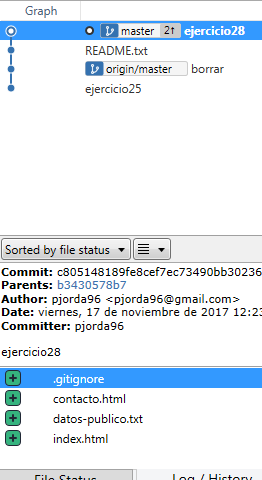 Graph
master 2↑ ejercicio28
README.txt
origin/master borrar
ejercicio25
Sorted by file status
Commit: c805148189fe8cef7ec73490bb30236
Parents: b3430578b7
Author: pjorda96 <pjorda96@gmail.com>
Date: viernes, 17 de noviembre de 2017 12:23
Committer: pjorda96
ejercicio28
.gitignore
contacto.html
datos-publico.txt
index.html
File Status Log / History